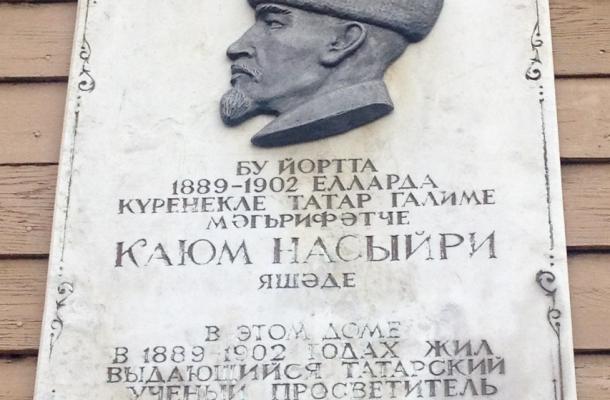 БУ ЙОРТТА
1889-1902 ЕЛЛАРДА
КҮРЕНЕКЛЕ ТАТАР ГАЛИМЕ
МӘГЪРИФӘТЧЕ
КАЮМ НАСЫЙРИ
ЯШӘДЕ
В ЭТОМ ДОМЕ
В 1889-1902 ГОДАХ ЖИЛ
ВЫДАЮЩИЙСЯ ТАТАРСКИЙ
УЧЕНЫЙ ПРОСВЕТИТЕЛЬ